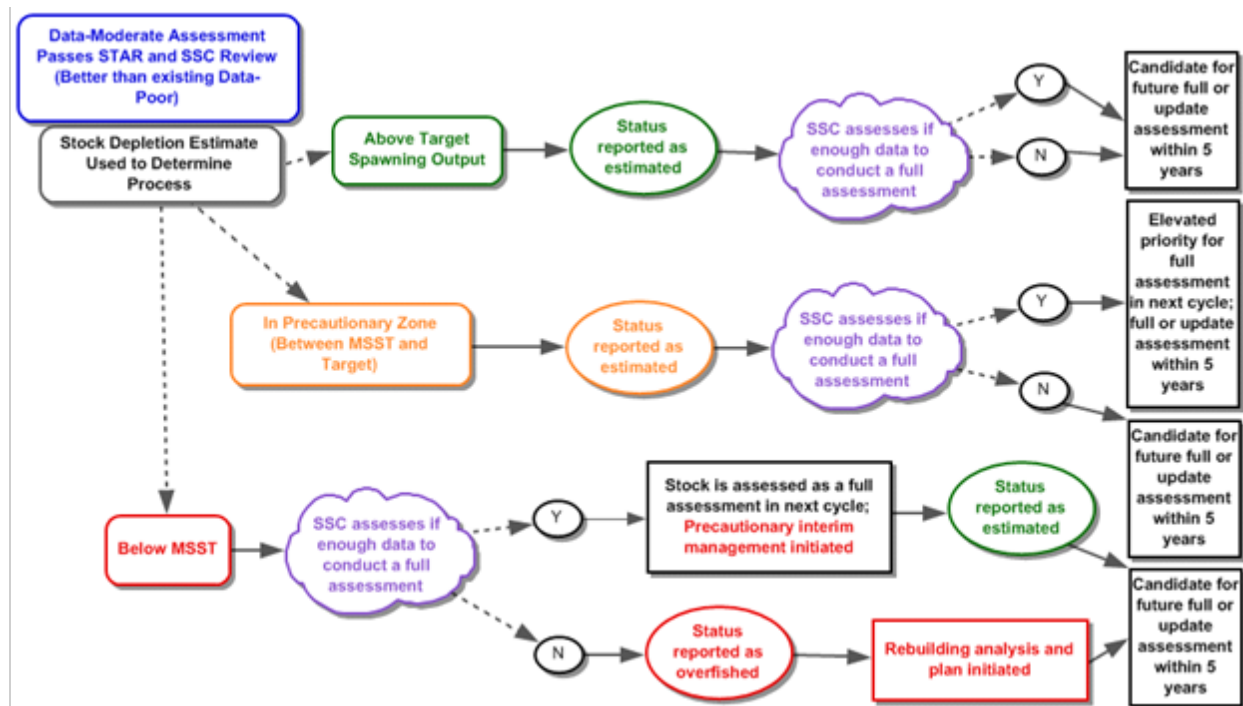 Data-Moderate Assessment
Passes STAR and SSC Review
(Better than existing Data-
Poor)
Stock Depletion Estimate
Used to Determine
Process
Above Target
Spawning Output
Status
reported as
estimated
SSC assesses if
enough data to
conduct a full
assessment
Y
N
Candidate for
future full or
update
assessment
within 5
years
In Precautionary Zone
(Between MSST and
Target)
Status
reported as
estimated
SSC assesses if
enough data to
conduct a full
assessment
Y
N
Elevated
priority for
full
assessment
in next cycle;
full or update
assessment
within 5
years
Candidate for
future full or
update
assessment
within 5
years
Below MSST
SSC assesses if
enough data to
conduct a full
assessment
Y
Stock is assessed as a full
assessment in next cycle;
Precautionary interim
management initiated
Status
reported as
estimated
N
Status
reported as
overfished
Rebuilding analysis and
plan initiated
Candidate for
future full or
update
assessment
within 5
years